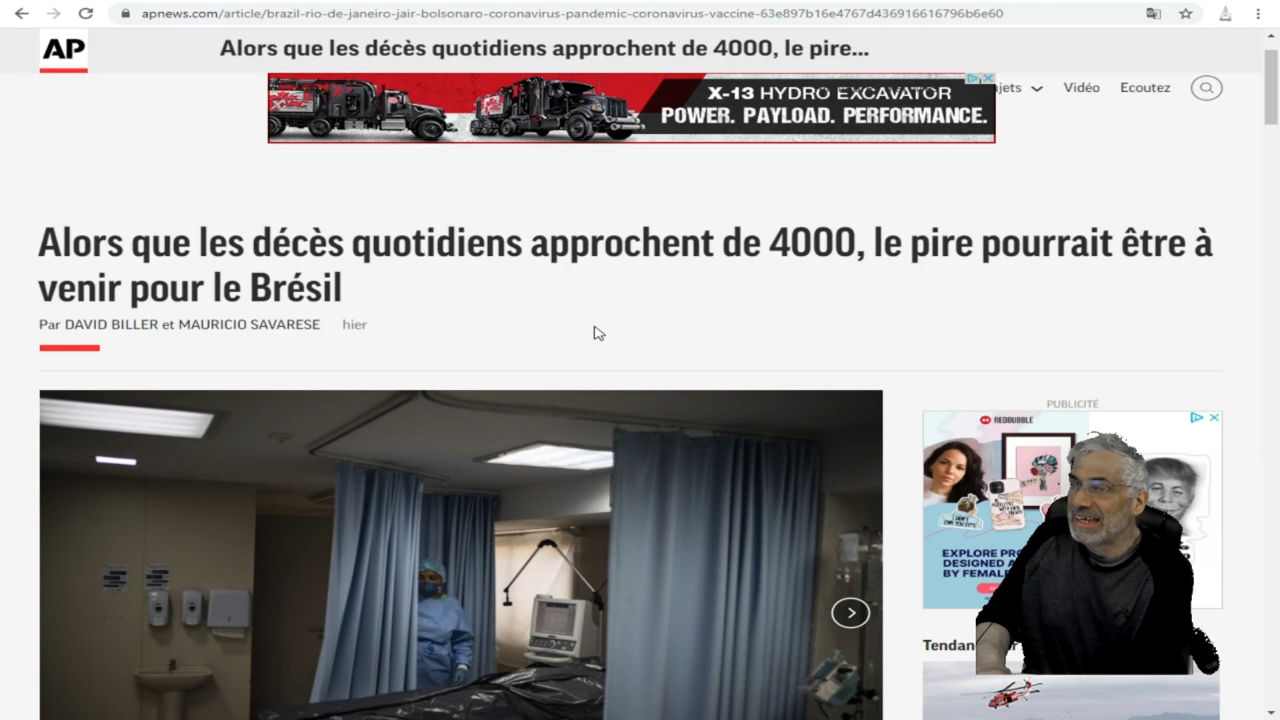 apnews.com/article/brazil-rio-de-janeiro-jair-bolsonaro-coronavirus-pandemic-coronavirus-vaccine-63e897b16e4767d436916616796b6e60
AP
Alors que les décès quotidiens approchent de 4000, le pire...
X-13 HYDRO EXCAVATOR
POWER. PAYLOAD. PERFORMANCE.
Vidéo
Ecoutez
Alors que les décès quotidiens approchent de 4000, le pire pourrait être à
venir pour le Brésil
Par DAVID BILLER et MAURICIO SAVARESE hier
PUBLICITÉ
REDBUBBLE
EXPLORE
DESIGNED
BY